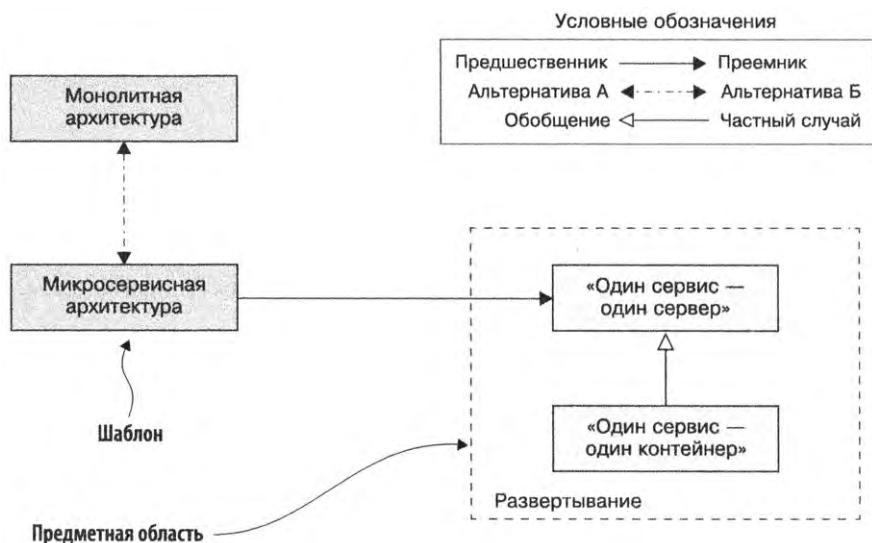 Условные обозначения
Предшественник
Преемник
Альтернатива А
Альтернатива Б
Обобщение
Частный случай
Монолитная
архитектура
Микросервисная
архитектура
«Один сервис —
один сервер»
Шаблон
«Один сервис —
один контейнер»
Развертывание
Предметная область